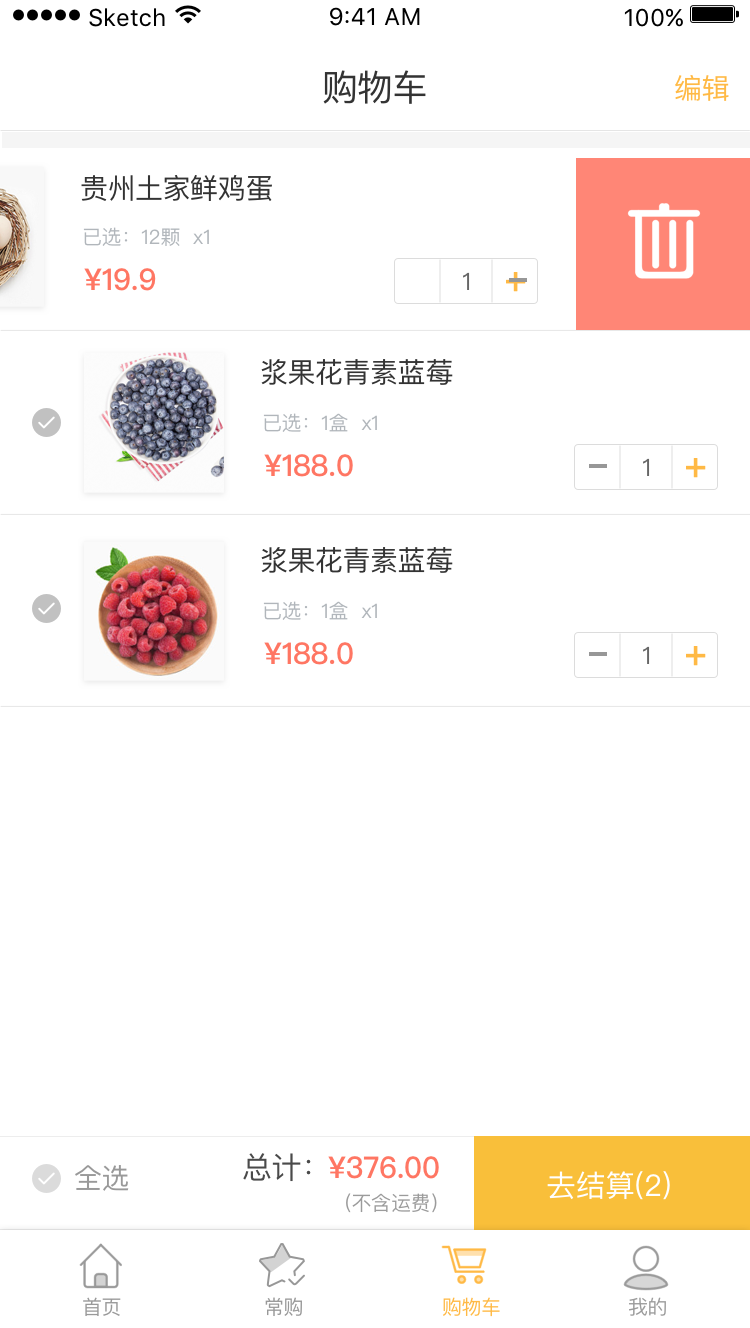 Sketch 9:41 AM 100%
购物车 编辑
贵州土家鲜鸡蛋
已选：12颗 x1
¥19.9 1
浆果花青素蓝莓
已选：1盒 x1
¥188.0 1
浆果花青素蓝莓
已选：1盒 x1
¥188.0 1
全选 总计：¥376.00 去结算(2)
(不含运费)
首页 常购 购物车 我的